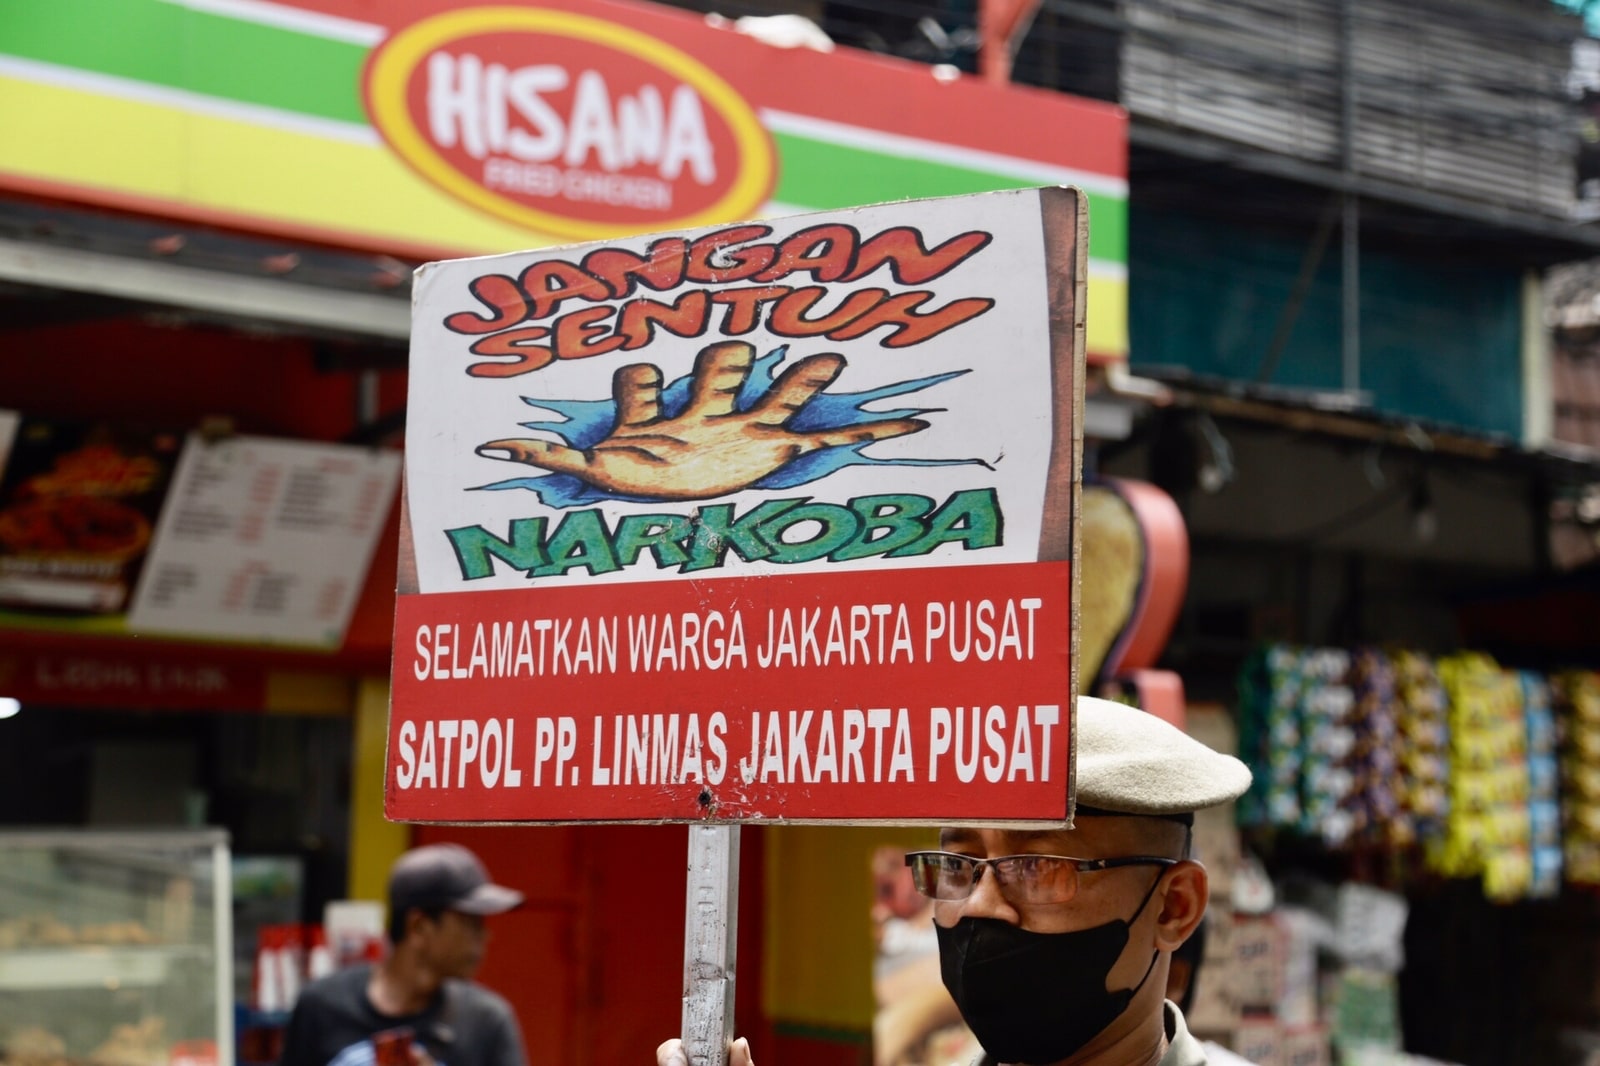 HISANA
FRIED CHICKEN
JANGAN
SENTUH
NARKOBA
SELAMATKAN WARGA JAKARTA PUSAT
SATPOL PP. LINMAS JAKARTA PUSAT